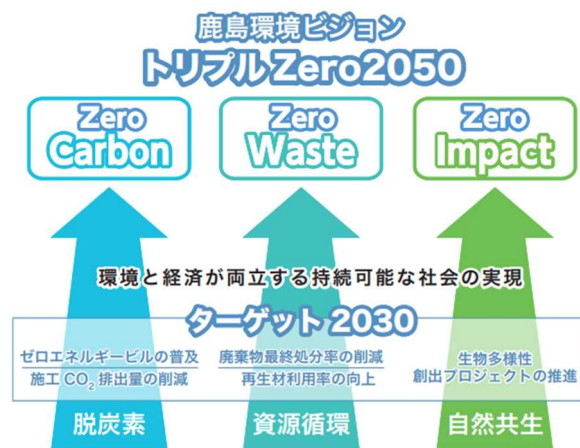 鹿島環境ビジョン
トリプルZero2050
Zero
Carbon
Zero
Waste
Zero
Impact
環境と経済が両立する持続可能な社会の実現
ターゲット 2030
ゼロエネルギービルの普及
施工CO₂排出量の削減
廃棄物最終処分率の削減
再生材利用率の向上
生物多様性
創出プロジェクトの推進
脱炭素
資源循環
自然共生